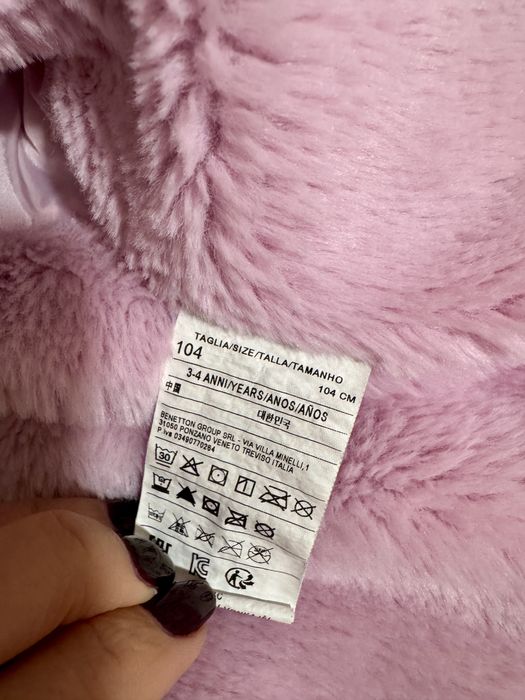 TAGLIA/SIZE/TALLA/TAMANHO
104
104 CM
3-4 ANNI/YEARS/ANOS/AÑOS
中国
대한민국
BENETTON GROUP SRL - VIA VILLA MINELLI,1
31050 PONZANO VENETO TREVISO ITALIA
P Iva 03490770264
30